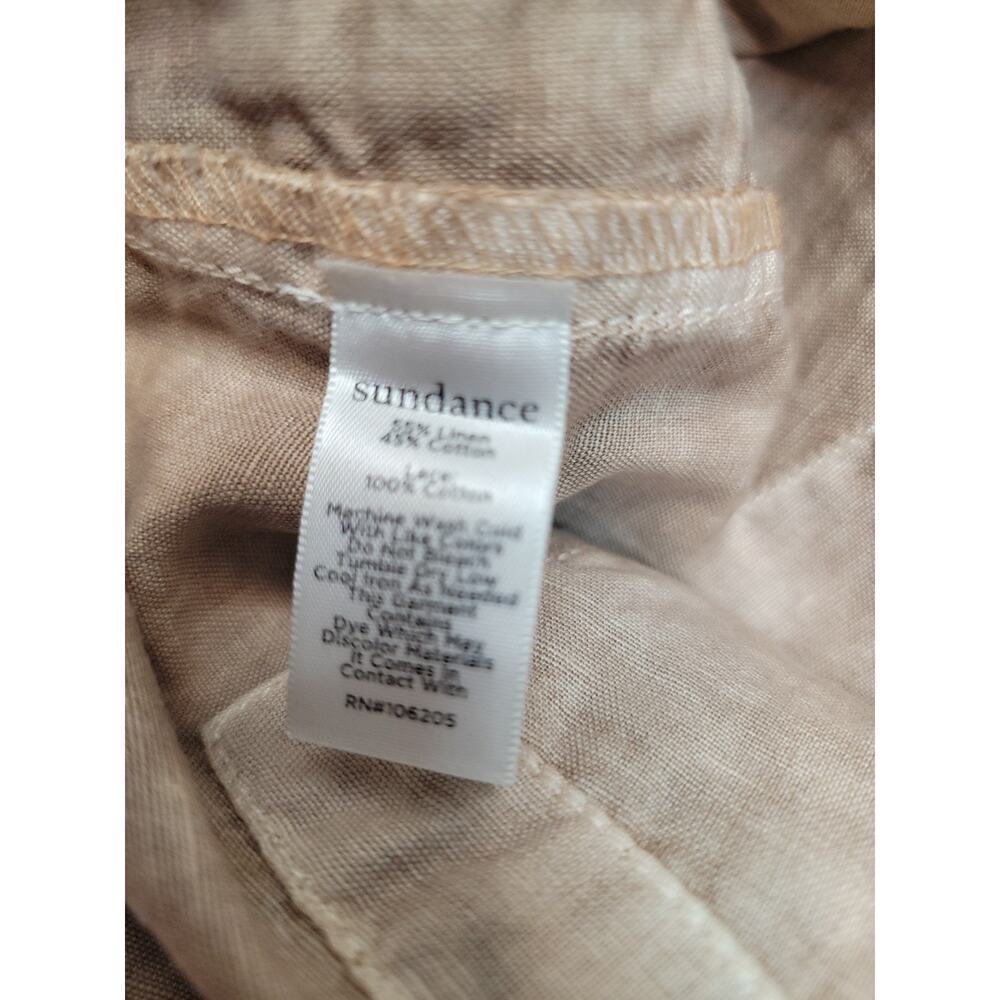 sundance
55% Linen
45% Cotton
Lace:
100% Cotton
Machine Wash Cold
With Like Colors
Do Not Bleach
Tumble Dry Low
Cool Iron As Needed
This Garment
Contains
Dye Which May
Discolor Materials
It Comes In
Contact With
RN#106205